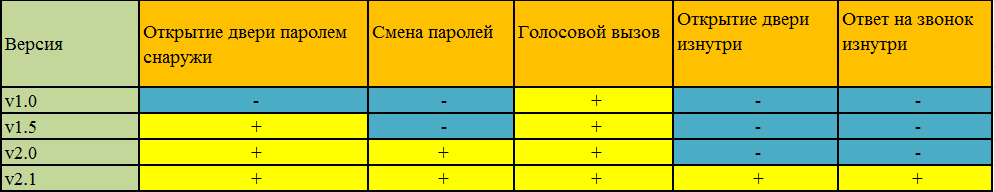 Версия
Открытие двери паролем
снаружи
Смена паролей
Голосовой вызов
Открытие двери
изнутри
Ответ на звонок
изнутри
v1.0 - - + - -
v1.5 + - + - -
v2.0 + + + - -
v2.1 + + + + +